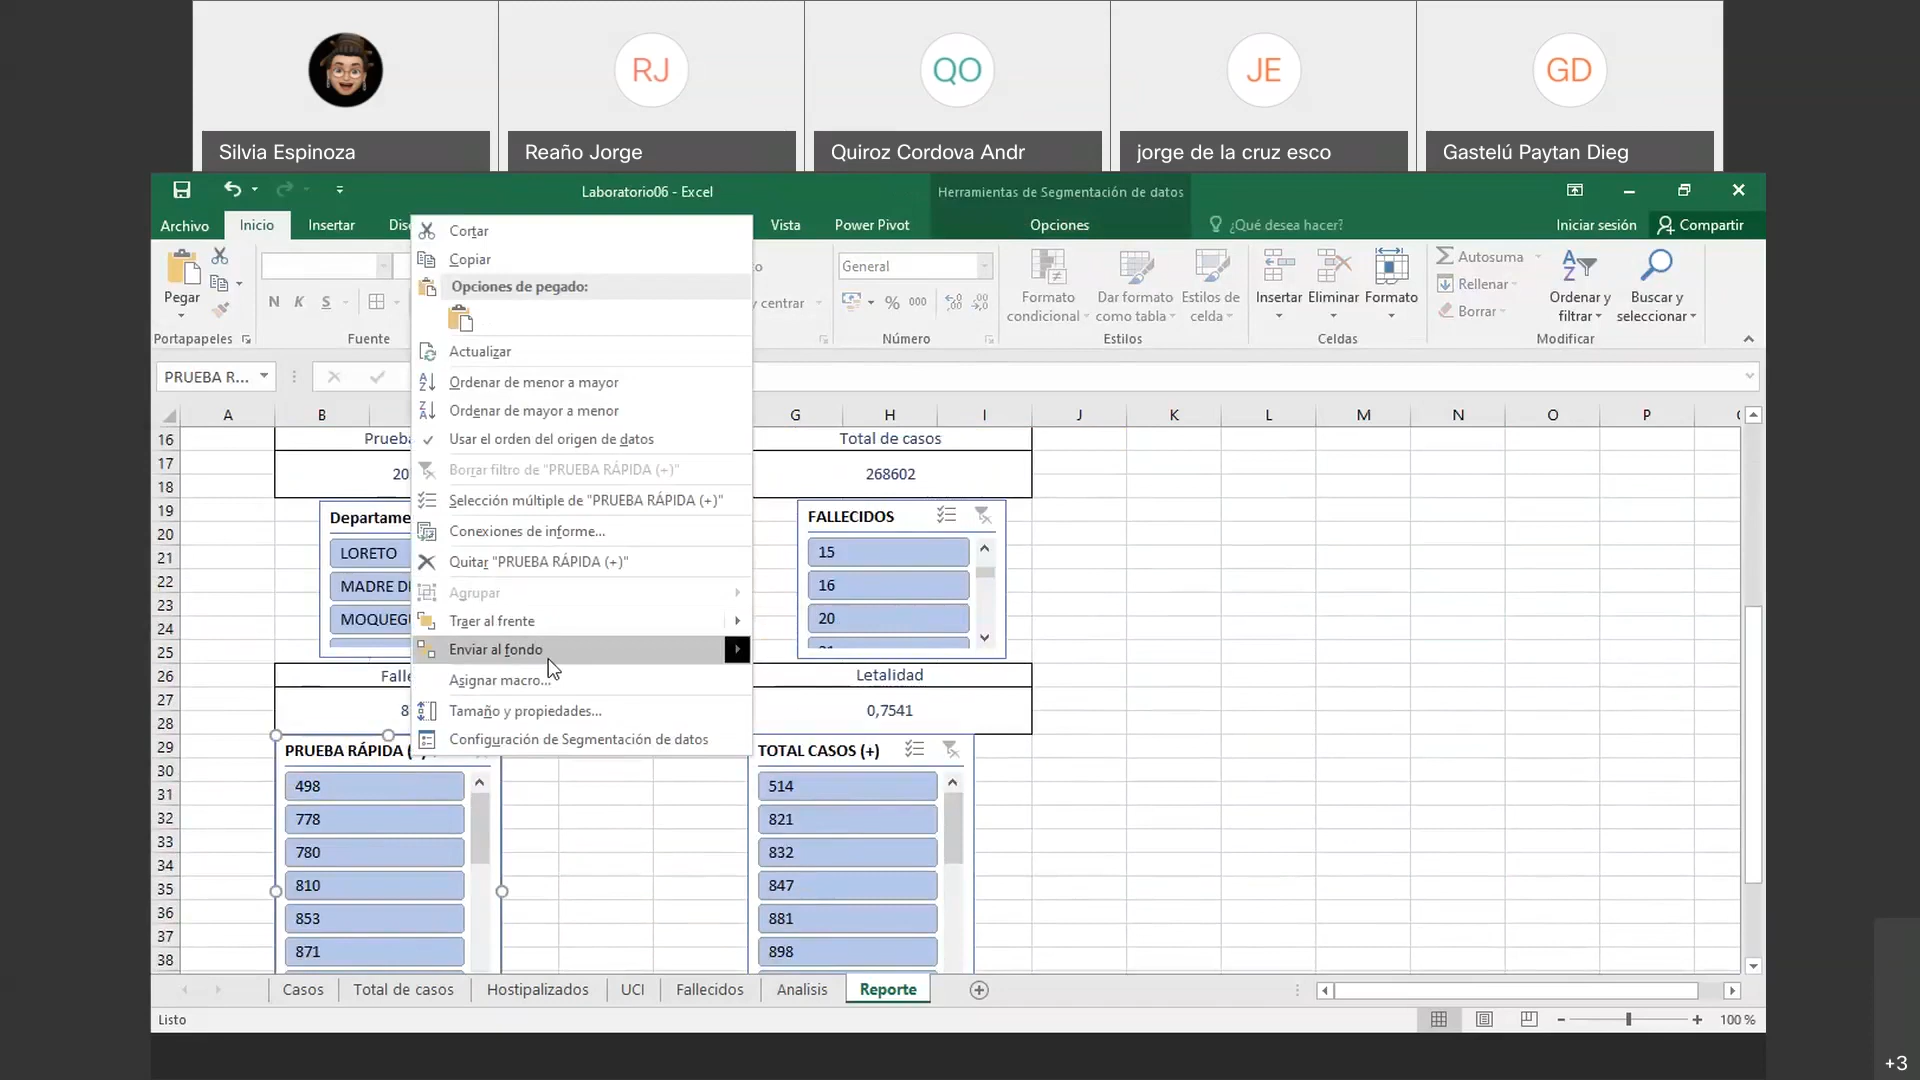 RJ
QO
JE
GD
Silvia Espinoza
Reaño Jorge
Quiroz Cordova Andr
jorge de la cruz esco
Gastelú Paytan Dieg
Laboratorio06 - Excel
Herramientas de Segmentación de datos
Archivo
Inicio
Insertar
Vista
Power Pivot
Opciones
¿Qué desea hacer?
Iniciar sesión
Compartir
Pegar
N K S
General
y centrar
% 000
Formato condicional
Dar formato como tabla
Estilos de celda
Insertar
Eliminar
Formato
Autosuma
Rellenar
Borrar
Ordenar y filtrar
Buscar y seleccionar
Portapapeles
Fuente
Número
Estilos
Celdas
Modificar
PRUEBA R...
Cortar
Copiar
Opciones de pegado:
Actualizar
Ordenar de menor a mayor
Ordenar de mayor a menor
Usar el orden del origen de datos
Borrar filtro de "PRUEBA RÁPIDA (+)"
Selección múltiple de "PRUEBA RÁPIDA (+)"
Conexiones de informe...
Quitar "PRUEBA RÁPIDA (+)"
Agrupar
Traer al frente
Enviar al fondo
Asignar macro...
Tamaño y propiedades...
Configuración de Segmentación de datos
A B G H I J K L M N O P
16
17
18
19
20
21
22
23
24
25
26
27
28
29
30
31
32
33
34
35
36
37
38
Total de casos
268602
LORETO
FALLECIDOS
15
16
20
Letalidad
0,7541
PRUEBA RÁPIDA
498
778
780
810
853
871
TOTAL CASOS (+)
514
821
832
847
881
898
Casos
Total de casos
Hostipalizados
UCI
Fallecidos
Analisis
Reporte
Listo
100 %
+3